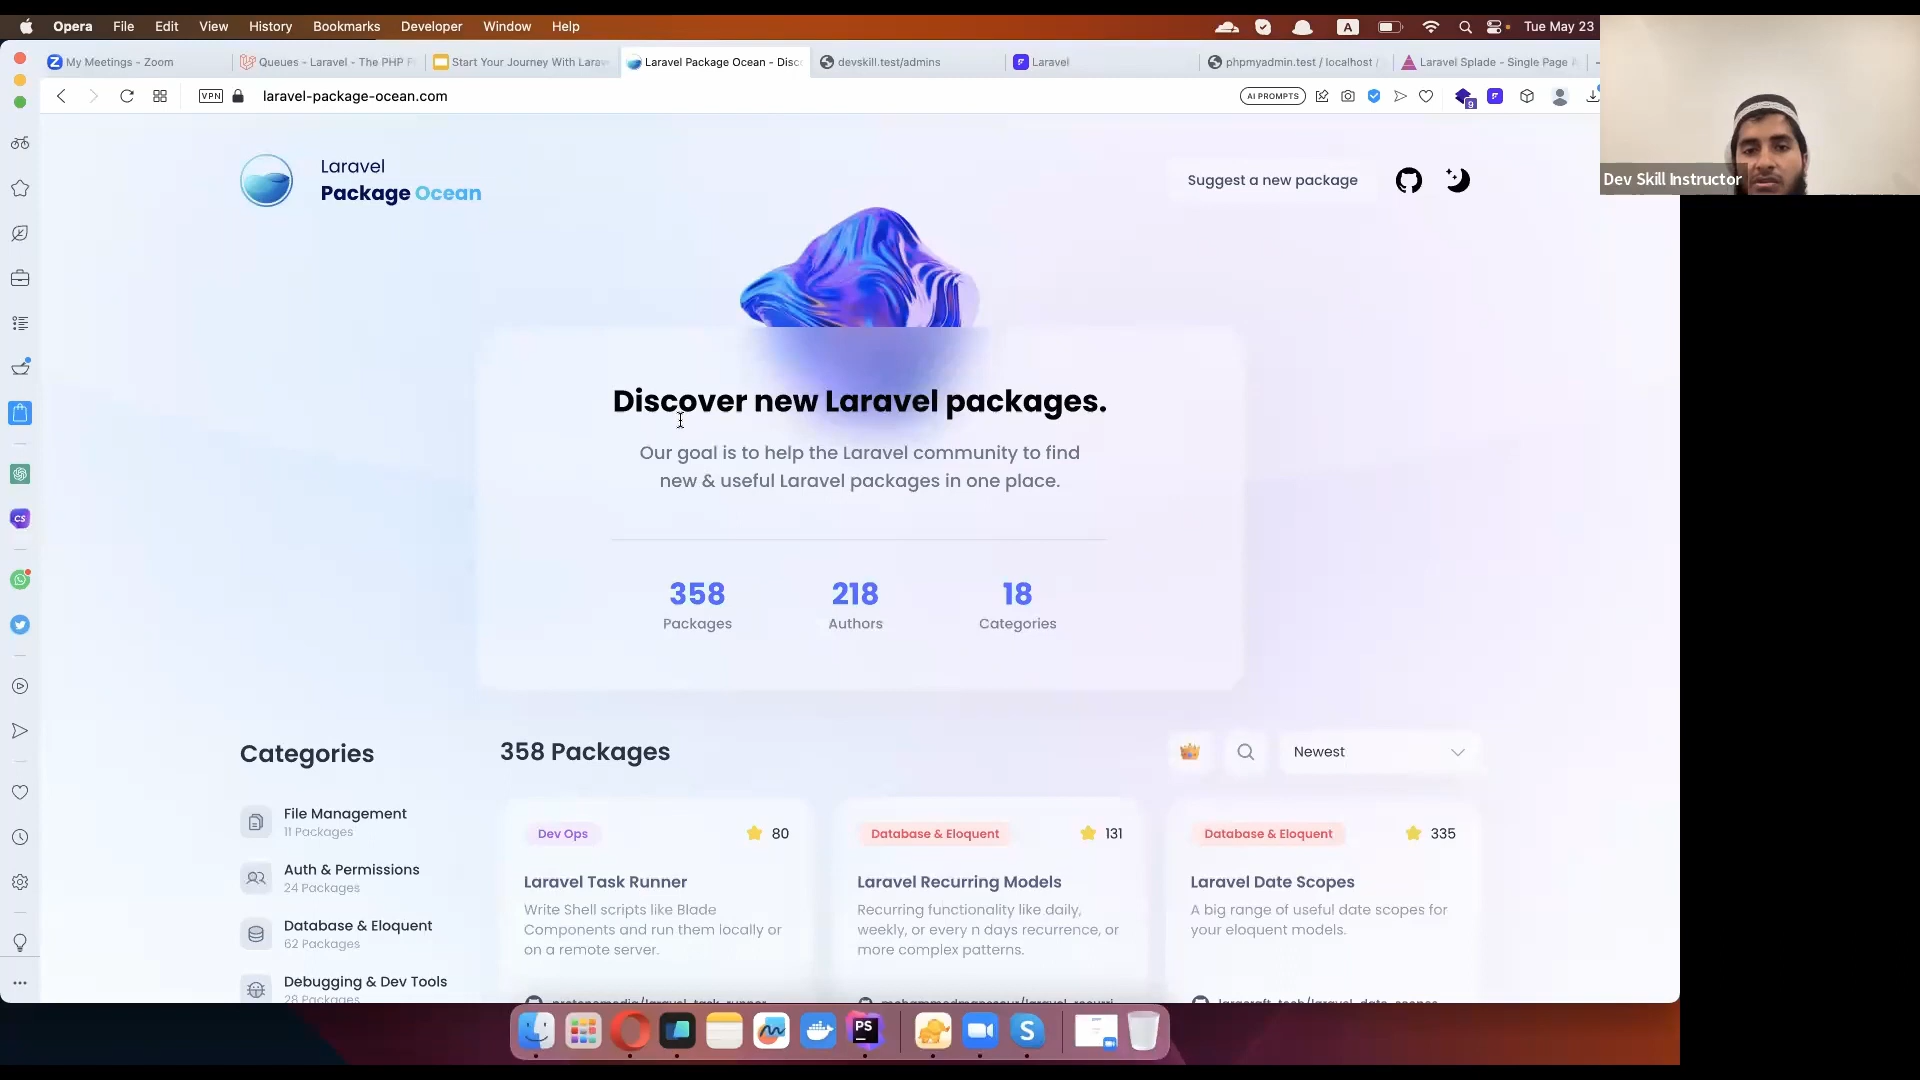 Opera File Edit View History Bookmarks Developer Window Help
A
Tue May 23
My Meetings - Zoom
Queues - Laravel - The PHP F
Start Your Journey With Larav
Laravel Package Ocean - Disc
devskill.test/admins
Laravel
phpmyadmin.test / localhost /
Laravel Splade - Single Page A
VPN
laravel-package-ocean.com
AI PROMPTS
9
Dev Skill Instructor
Laravel
Package Ocean
Suggest a new package
Discover new Laravel packages.
Our goal is to help the Laravel community to find
new & useful Laravel packages in one place.
358
Packages
218
Authors
18
Categories
CS
Categories
358 Packages
Newest
File Management
11 Packages
Auth & Permissions
24 Packages
Database & Eloquent
62 Packages
Debugging & Dev Tools
28 Packages
Dev Ops
80
Laravel Task Runner
Write Shell scripts like Blade
Components and run them locally or
on a remote server.
Database & Eloquent
131
Laravel Recurring Models
Recurring functionality like daily,
weekly, or every n days recurrence, or
more complex patterns.
Database & Eloquent
335
Laravel Date Scopes
A big range of useful date scopes for
your eloquent models.
PS
S